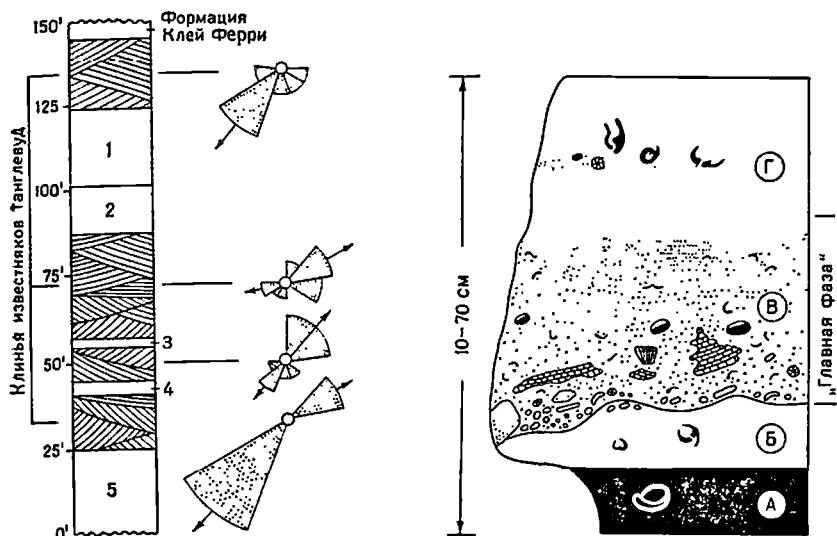 150'
Формация
Клей Ферри
125'
1
100'
2
75'
50'
3
4
25'
5
0'
Клинья известняков Танглевуд
10-70 см
Г
В
Б
А
„Главная фаза“